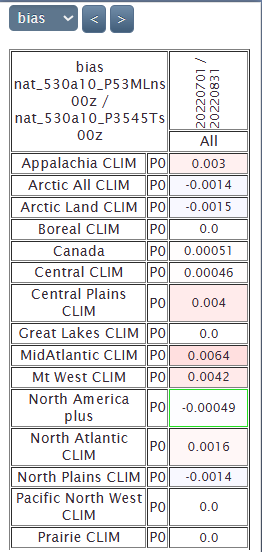 bias < >
bias
nat_530a10_P53MLns
00z /
nat_530a10_P3545Ts
00z
20220701 /
20220831
All
Appalachia CLIM P0 0.003
Arctic All CLIM P0 -0.0014
Arctic Land CLIM P0 -0.0015
Boreal CLIM P0 0.0
Canada P0 0.00051
Central CLIM P0 0.00046
Central Plains
CLIM P0 0.004
Great Lakes CLIM P0 0.0
MidAtlantic CLIM P0 0.0064
Mt West CLIM P0 0.0042
North America
plus P0 -0.00049
North Atlantic
CLIM P0 0.0016
North Plains CLIM P0 -0.0014
Pacific North West
CLIM P0 0.0
Prairie CLIM P0 0.0